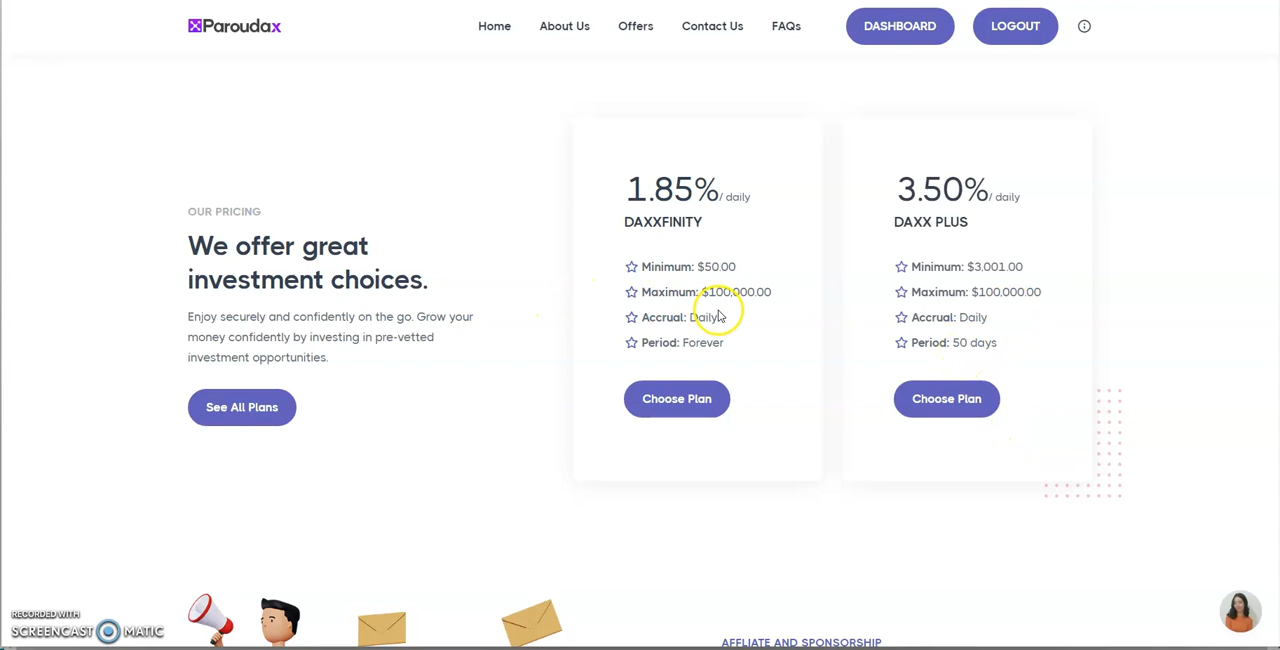 Paroudax
Home About Us Offers Contact Us FAQs DASHBOARD LOGOUT
OUR PRICING
We offer great
investment choices.
Enjoy securely and confidently on the go. Grow your
money confidently by investing in pre-vetted
investment opportunities.
See All Plans
1.85% / daily
DAXXFINITY
Minimum: $50.00
Maximum: $100,000.00
Accrual: Daily
Period: Forever
Choose Plan
3.50% / daily
DAXX PLUS
Minimum: $3,001.00
Maximum: $100,000.00
Accrual: Daily
Period: 50 days
Choose Plan
AFFLIATE AND SPONSORSHIP
RECORDED WITH
SCREENCAST MATIC